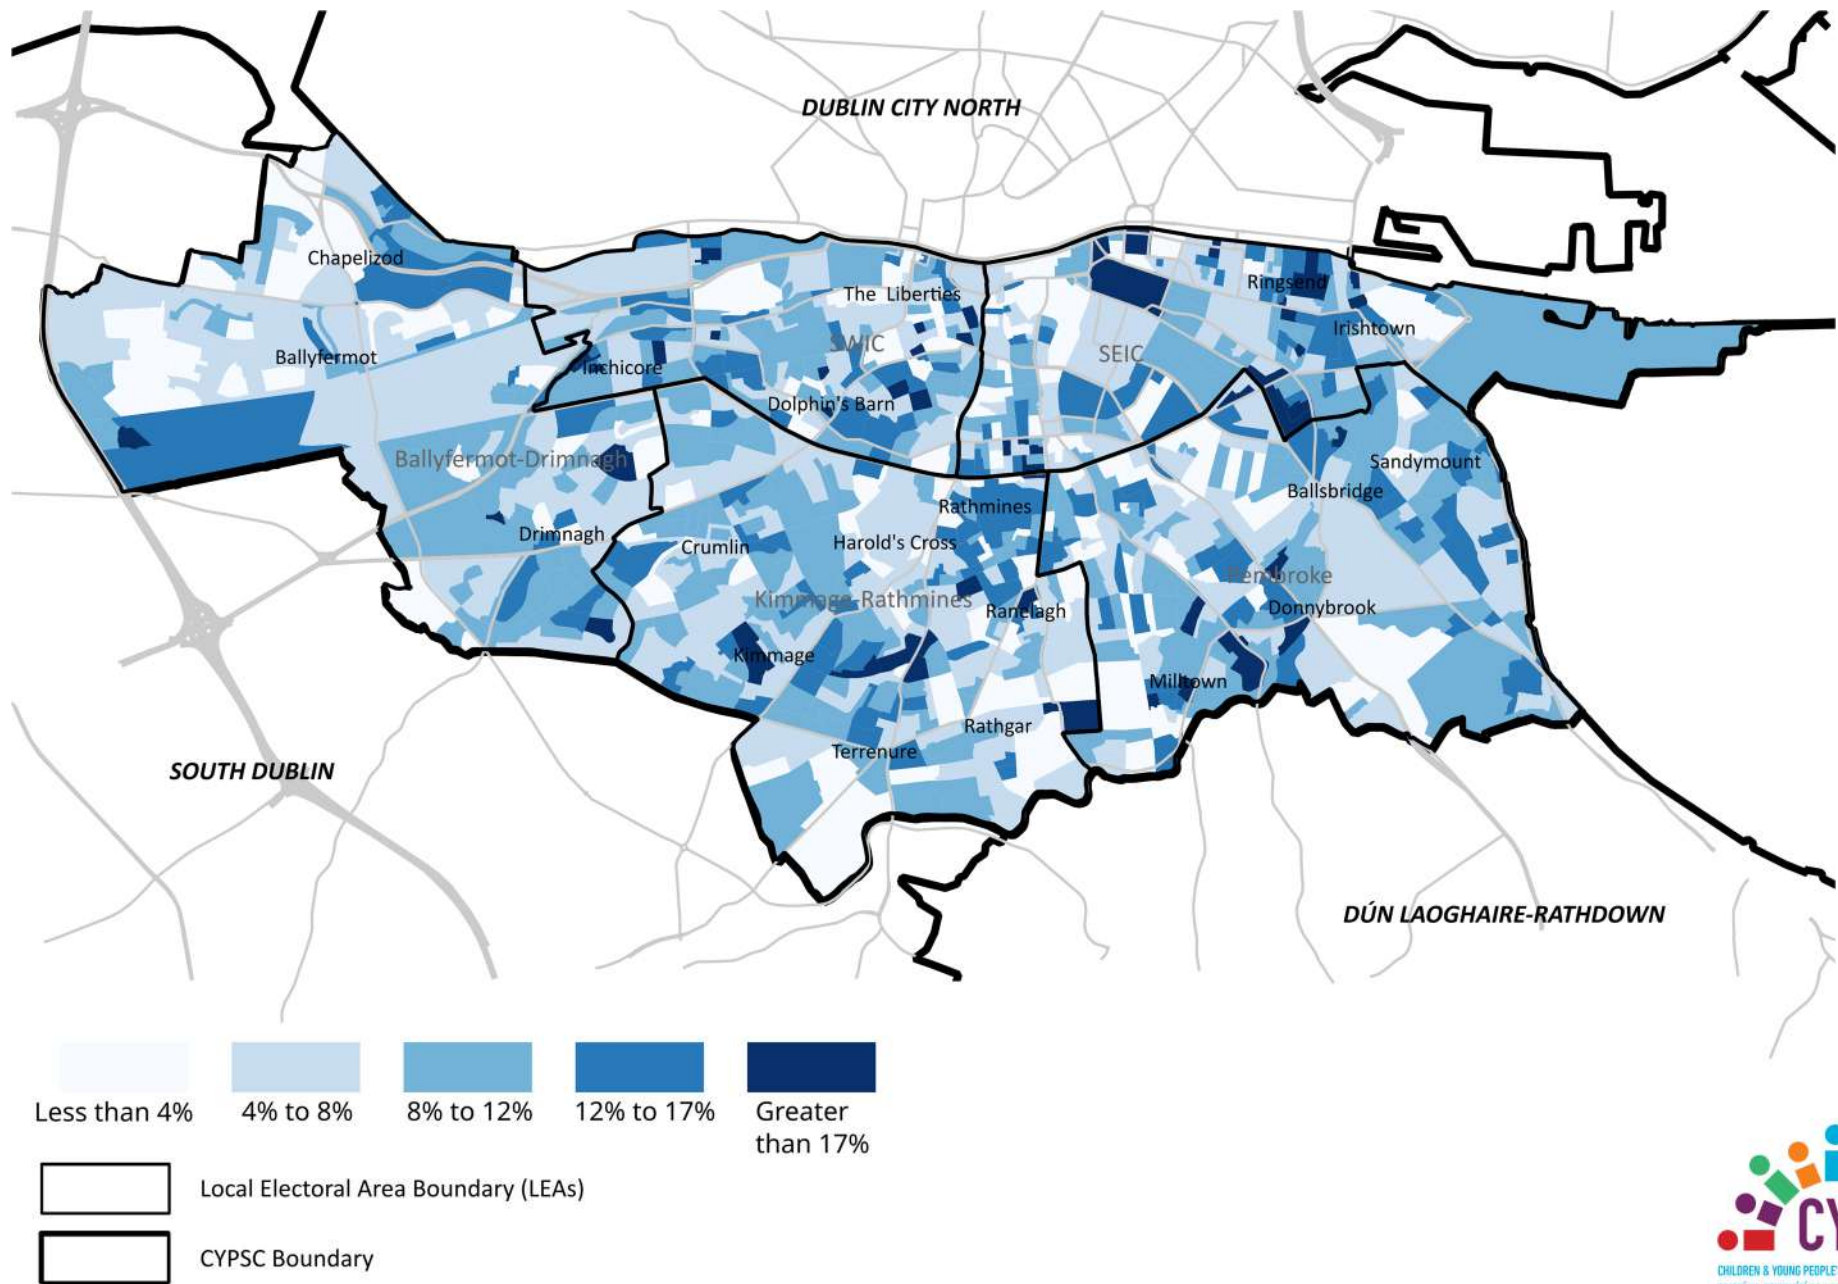 DUBLIN CITY NORTH
Chapelizod
Ringsend
The Liberties
Irishtown
SWIC
SEIC
Ballyfermot
Inchicore
Dolphin's Barn
Ballyfermot-Drimnagh
Sandymount
Ballsbridge
Rathmines
Drimnagh
Crumlin
Harold's Cross
Pembroke
Kimmage-Rathmines
Ranelagh
Donnybrook
Kimmage
Milltown
Rathgar
Terrenure
SOUTH DUBLIN
DÚN LAOGHAIRE-RATHDOWN
Less than 4%
4% to 8%
8% to 12%
12% to 17%
Greater
than 17%
Local Electoral Area Boundary (LEAs)
CYPSC Boundary
CY
CHILDREN & YOUNG PEOPLE'